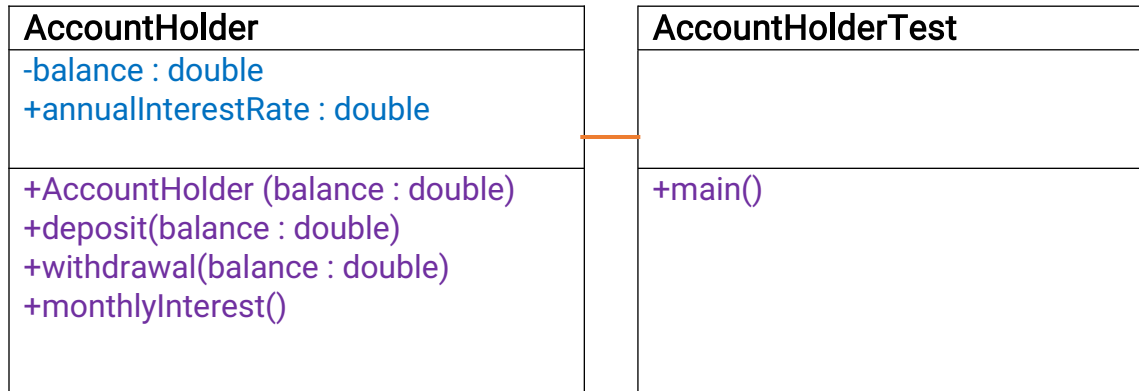 AccountHolder
-balance : double
+annualInterestRate : double
+AccountHolder (balance : double)
+deposit(balance : double)
+withdrawal(balance : double)
+monthlyInterest()
AccountHolderTest
+main()